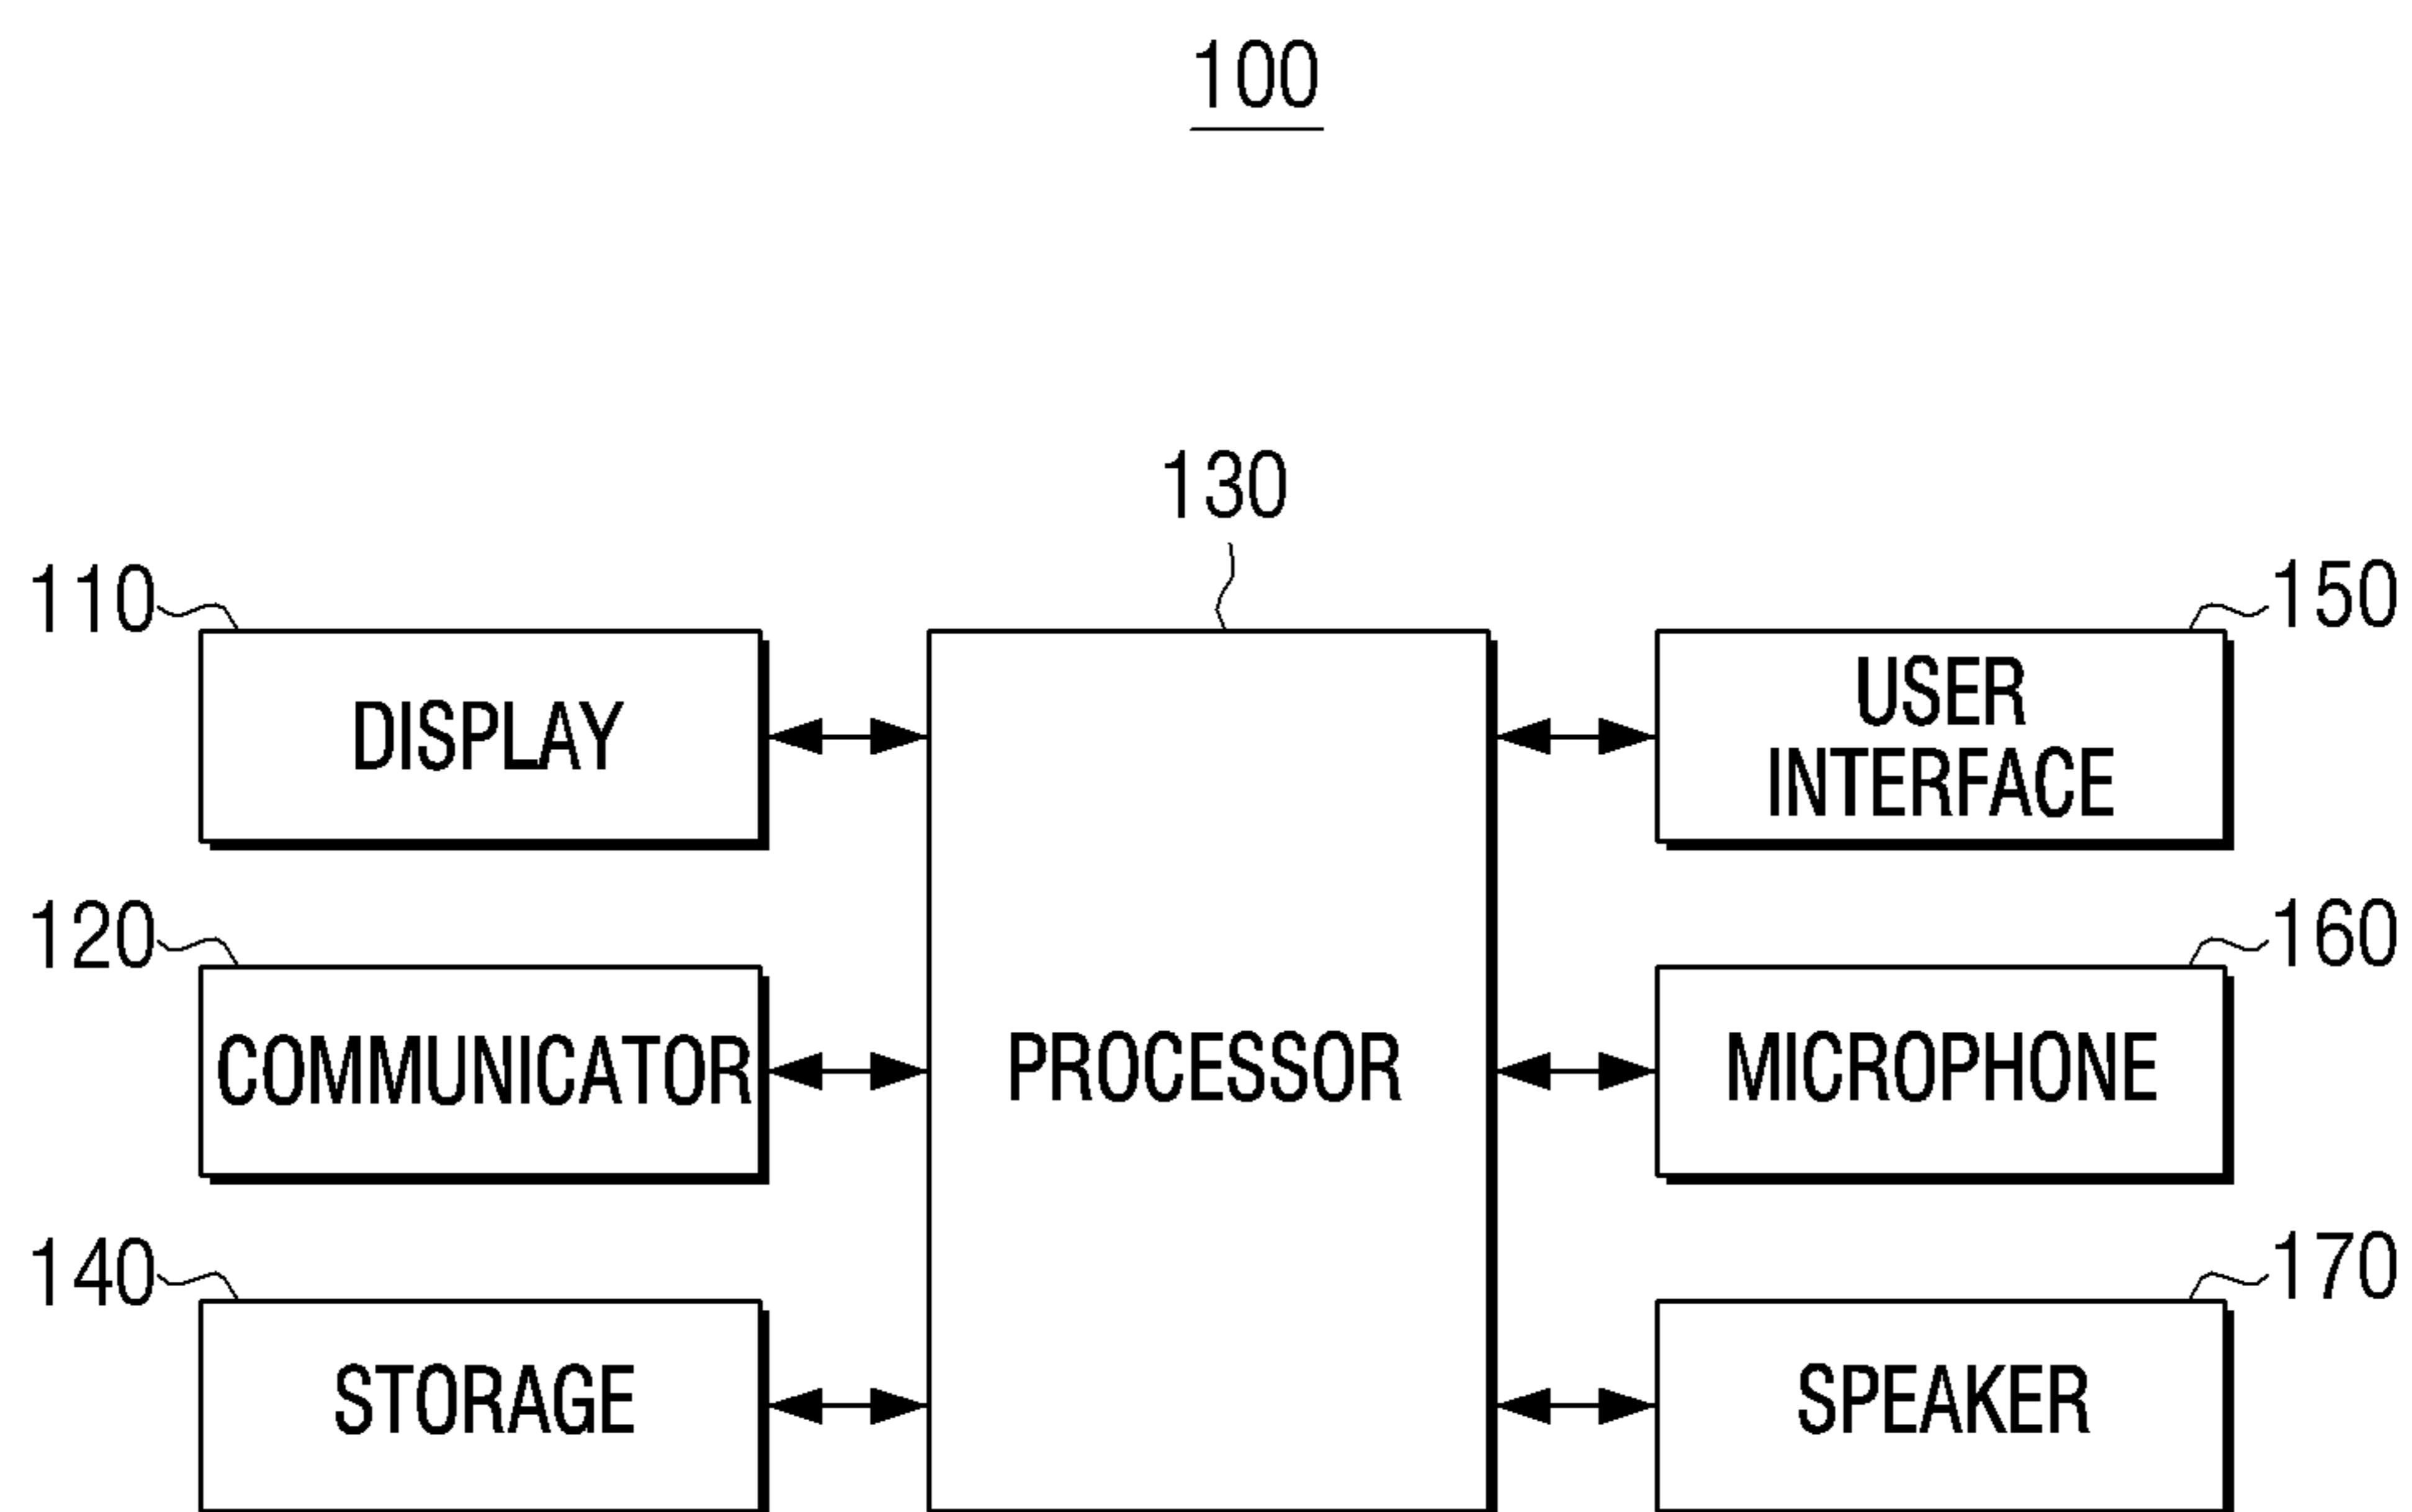 100
130
110
150
DISPLAY
USER
INTERFACE
120
160
COMMUNICATOR
PROCESSOR
MICROPHONE
140
170
STORAGE
SPEAKER